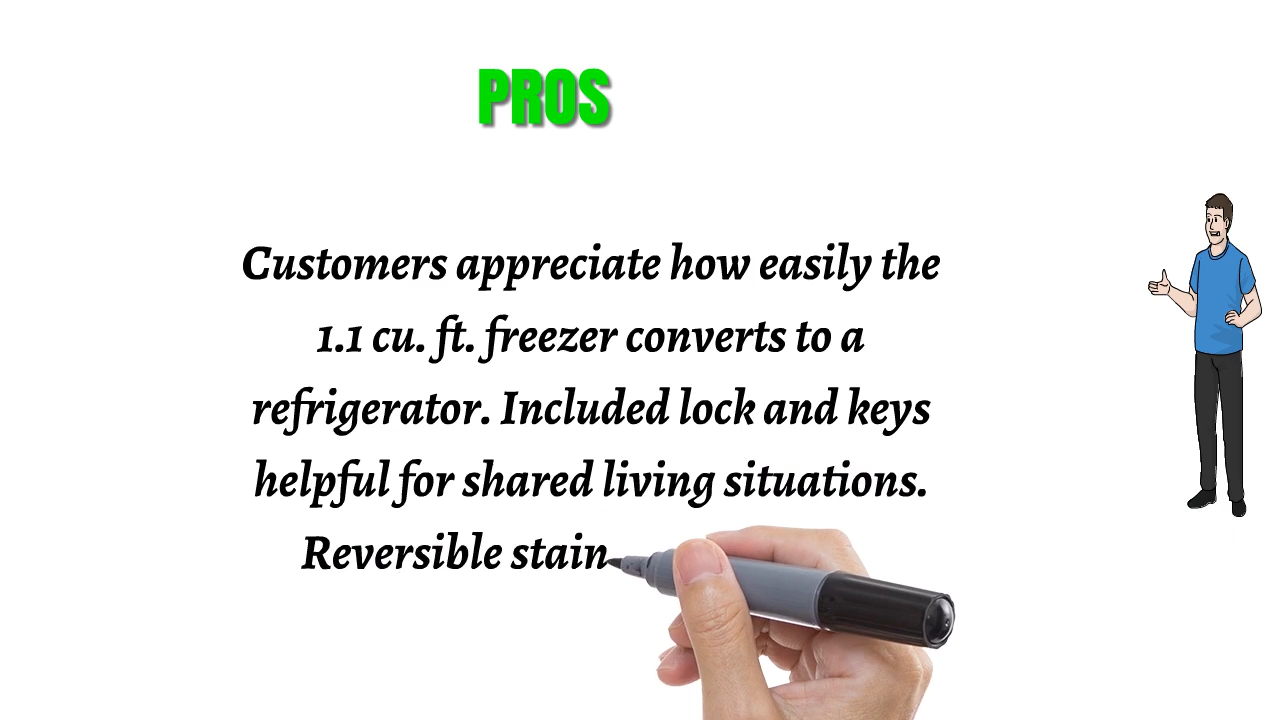 PROS
Customers appreciate how easily the
1.1 cu. ft. freezer converts to a
refrigerator. Included lock and keys
helpful for shared living situations.
Reversible stain